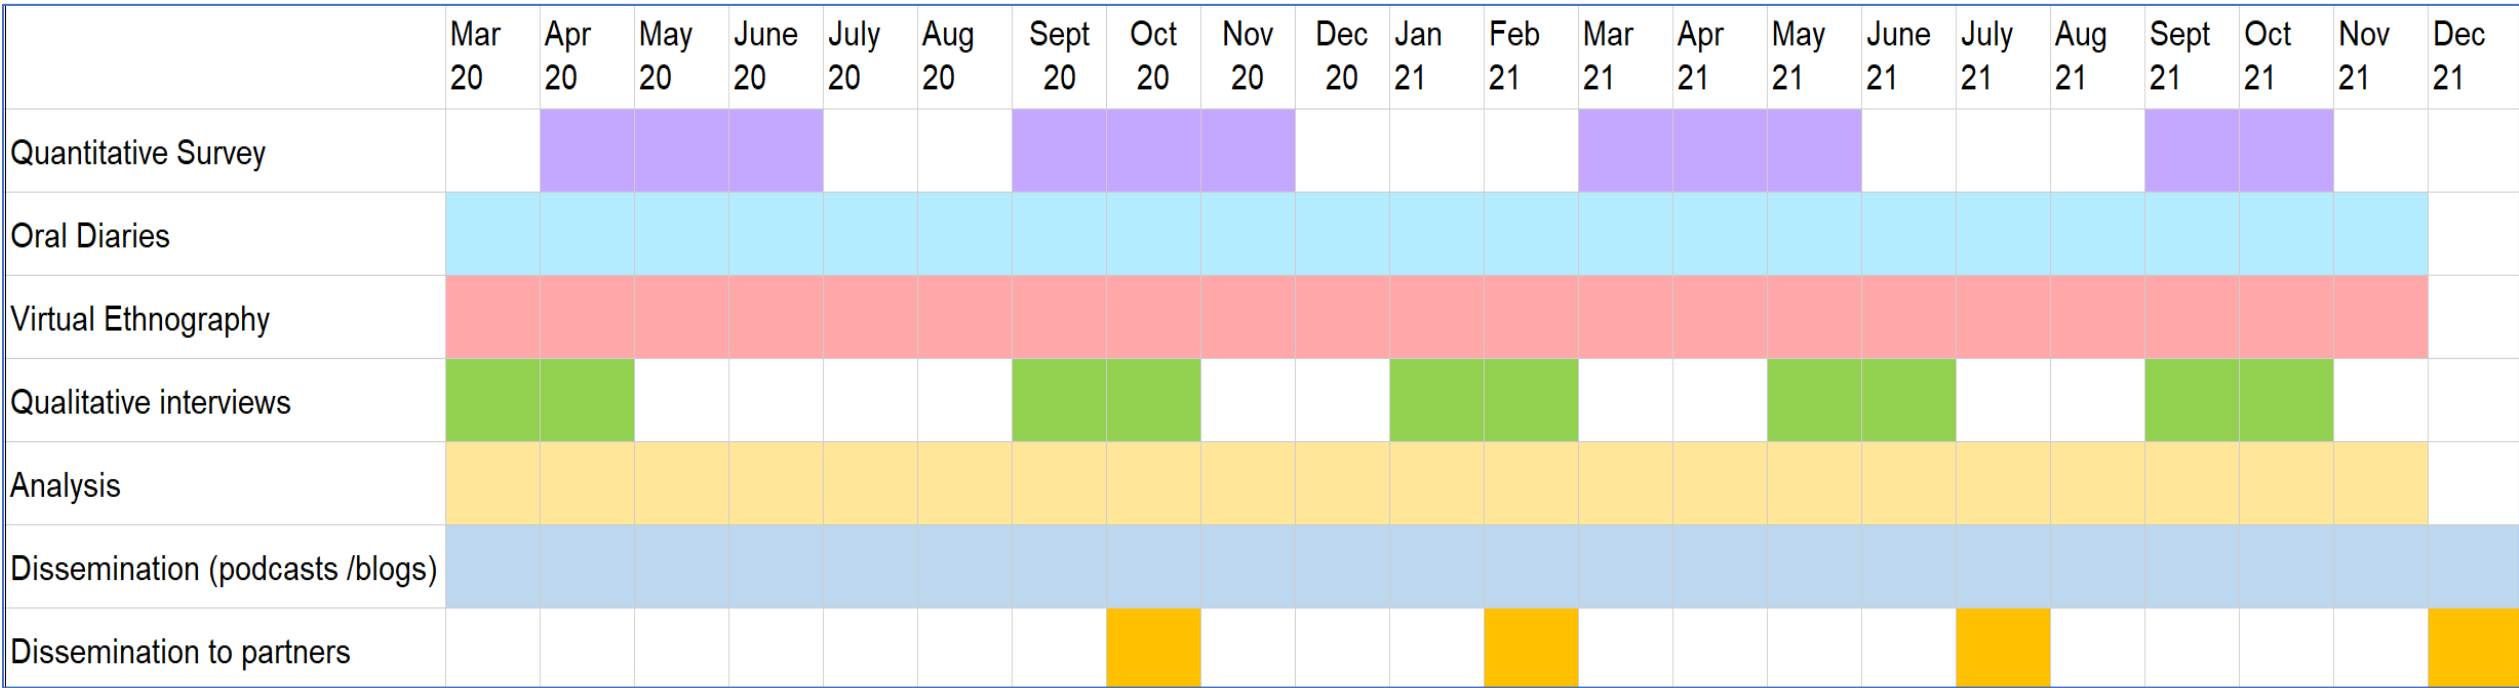 Mar Apr May June July Aug Sept Oct Nov Dec Jan Feb Mar Apr May June July Aug Sept Oct Nov Dec
20 20 20 20 20 20 20 20 20 20 21 21 21 21 21 21 21 21 21 21 21 21
Quantitative Survey
Oral Diaries
Virtual Ethnography
Qualitative interviews
Analysis
Dissemination (podcasts /blogs)
Dissemination to partners